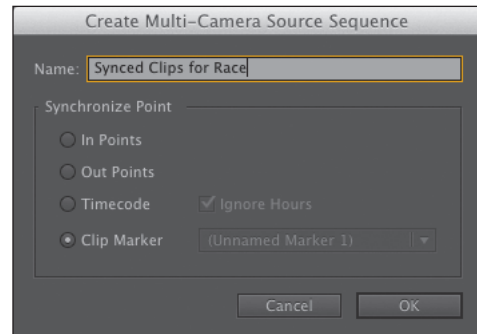 Create Multi-Camera Source Sequence
Name: Synced Clips for Race
Synchronize Point
In Points
Out Points
Timecode Ignore Hours
Clip Marker (Unnamed Marker 1)
Cancel OK